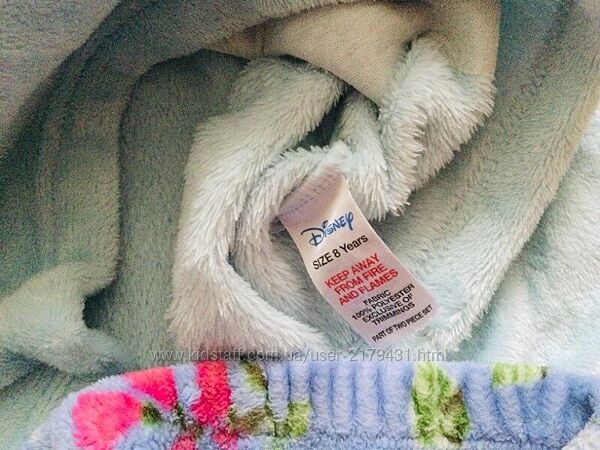 Disney
SIZE 8 Years
KEEP AWAY
FROM FIRE
AND FLAMES
FABRIC
100% POLYESTER
EXCLUSIVE OF
TRIMMINGS
PART OF TWO PIECE SET
www.kidstaff.com.ua/user-2179431.html